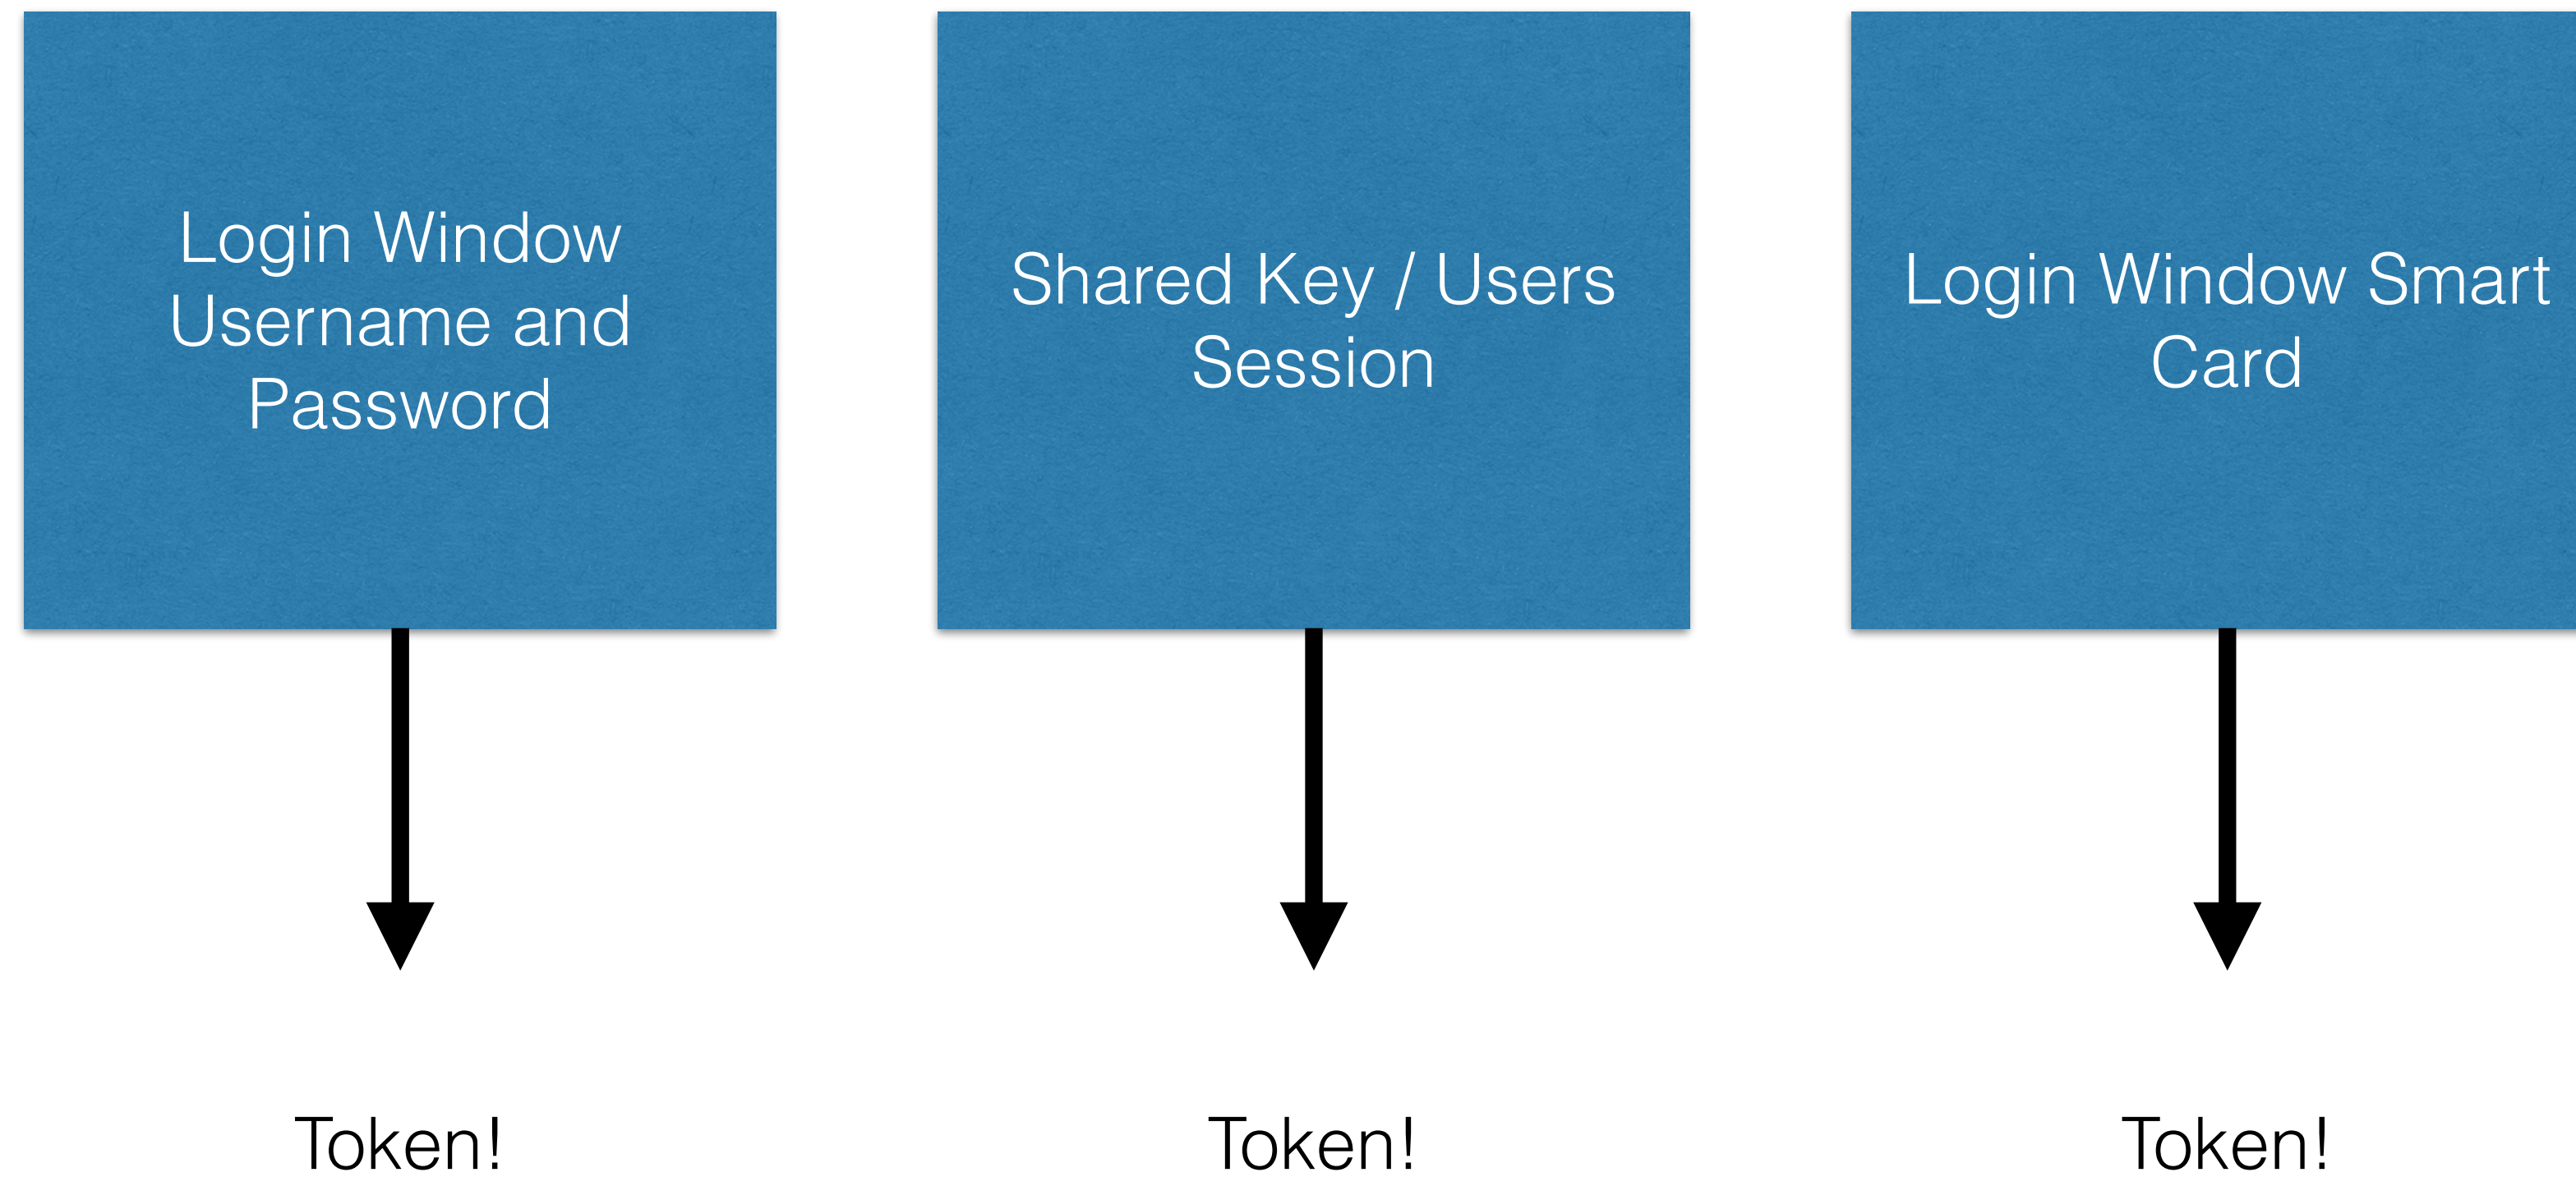 Login Window
Username and
Password
Shared Key / Users
Session
Login Window Smart
Card
Token!
Token!
Token!